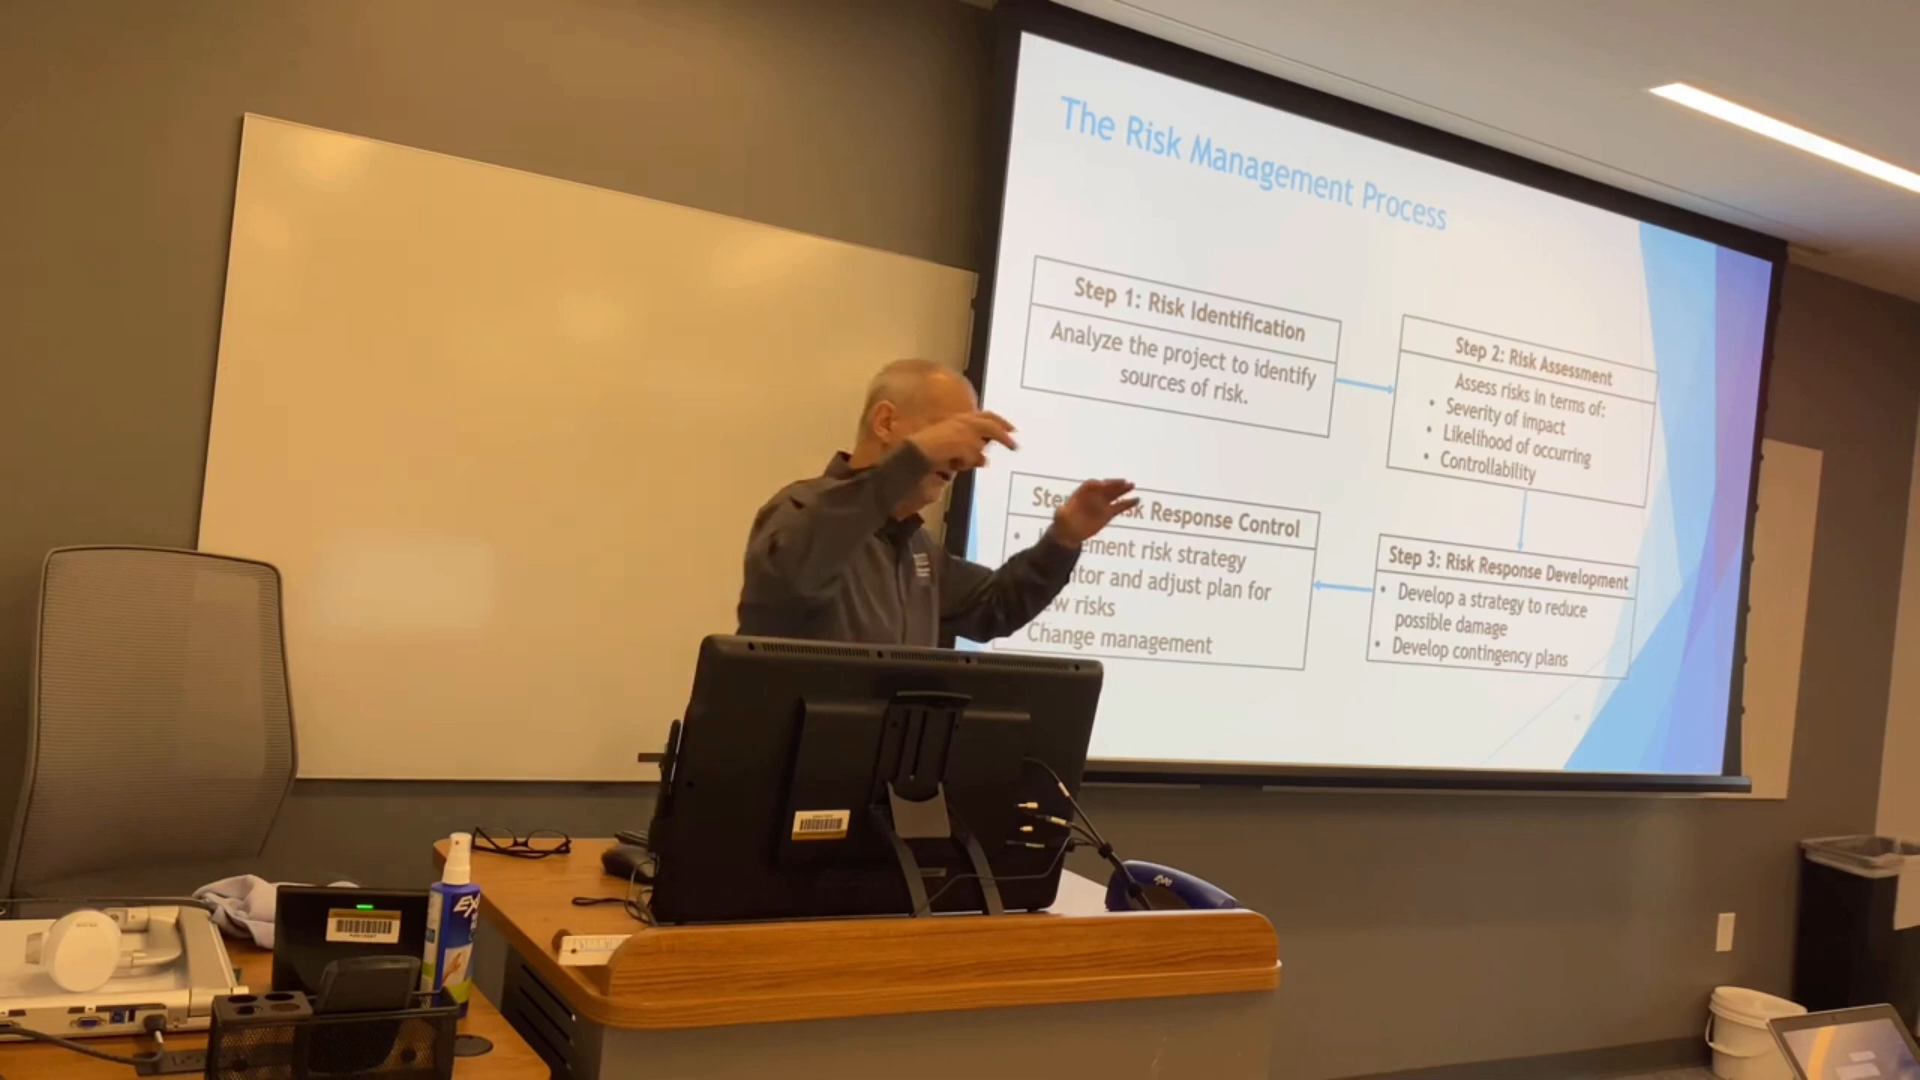 The Risk Management Process
Step 1: Risk Identification
Analyze the project to identify
sources of risk.
Step 2: Risk Assessment
Assess risks in terms of:
• Severity of impact
• Likelihood of occurring
• Controllability
Step 3: Risk Response Development
• Develop a strategy to reduce
possible damage
• Develop contingency plans
Response Control
risk strategy
and adjust plan for
risks
Change management